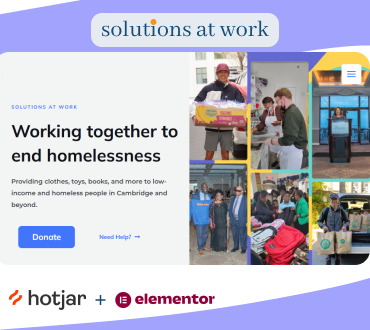 solutions at work
SOLUTIONS AT WORK
Working together to
end homelessness
Providing clothes, toys, books, and more to low-
income and homeless people in Cambridge and
beyond.
Donate
Need Help? →
hotjar + elementor